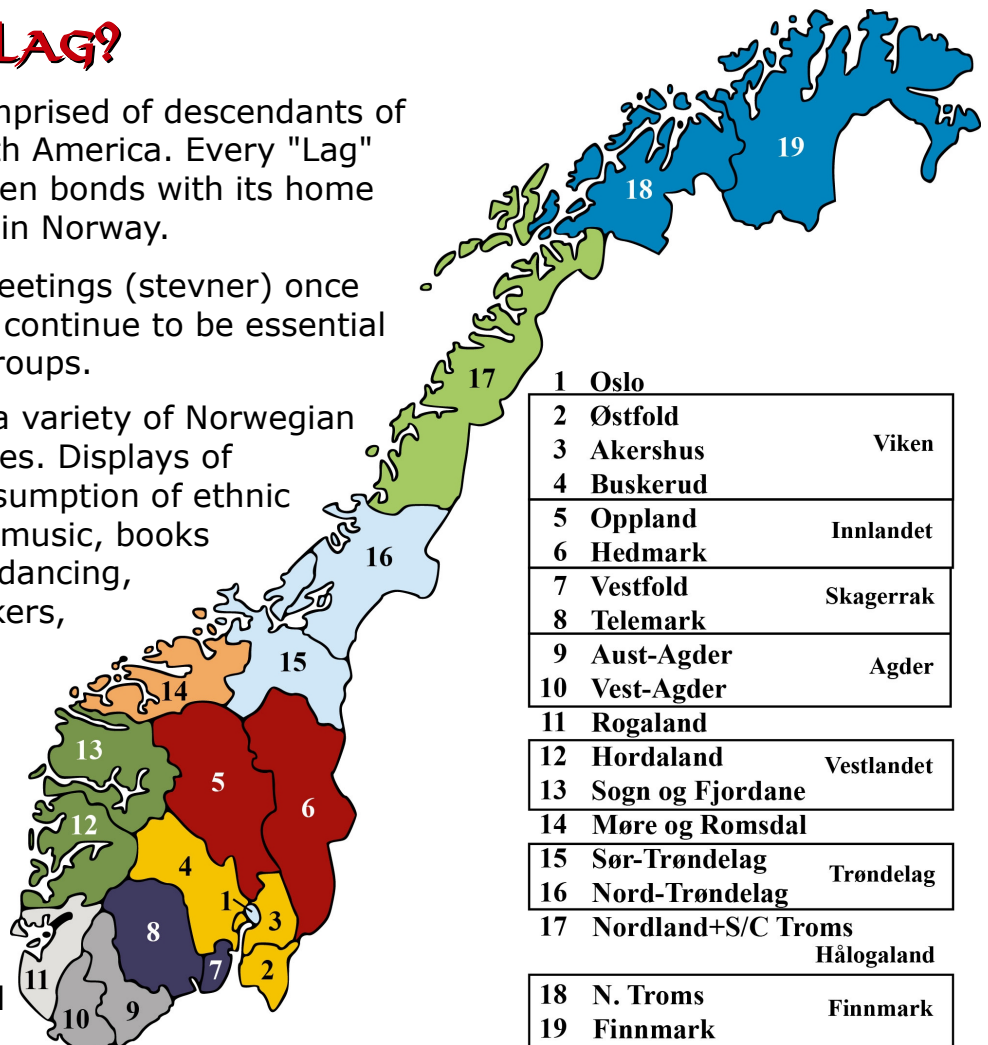 LAG?
mprised of descendants of
th America. Every "Lag"
en bonds with its home
in Norway.
eetings (stevner) once
continue to be essential
roups.
a variety of Norwegian
es. Displays of
sumption of ethnic
music, books
dancing,
kers,
19
18
17
16
15
14
13
5
6
12
4
1
3
8
7
2
11
9
10
1 Oslo
2 Østfold
3 Akershus Viken
4 Buskerud
5 Oppland Innlandet
6 Hedmark
7 Vestfold Skagerrak
8 Telemark
9 Aust-Agder Agder
10 Vest-Agder
11 Rogaland
12 Hordaland Vestlandet
13 Sogn og Fjordane
14 Møre og Romsdal
15 Sør-Trøndelag Trøndelag
16 Nord-Trøndelag
17 Nordland+S/C Troms
Hålogaland
18 N. Troms Finnmark
19 Finnmark